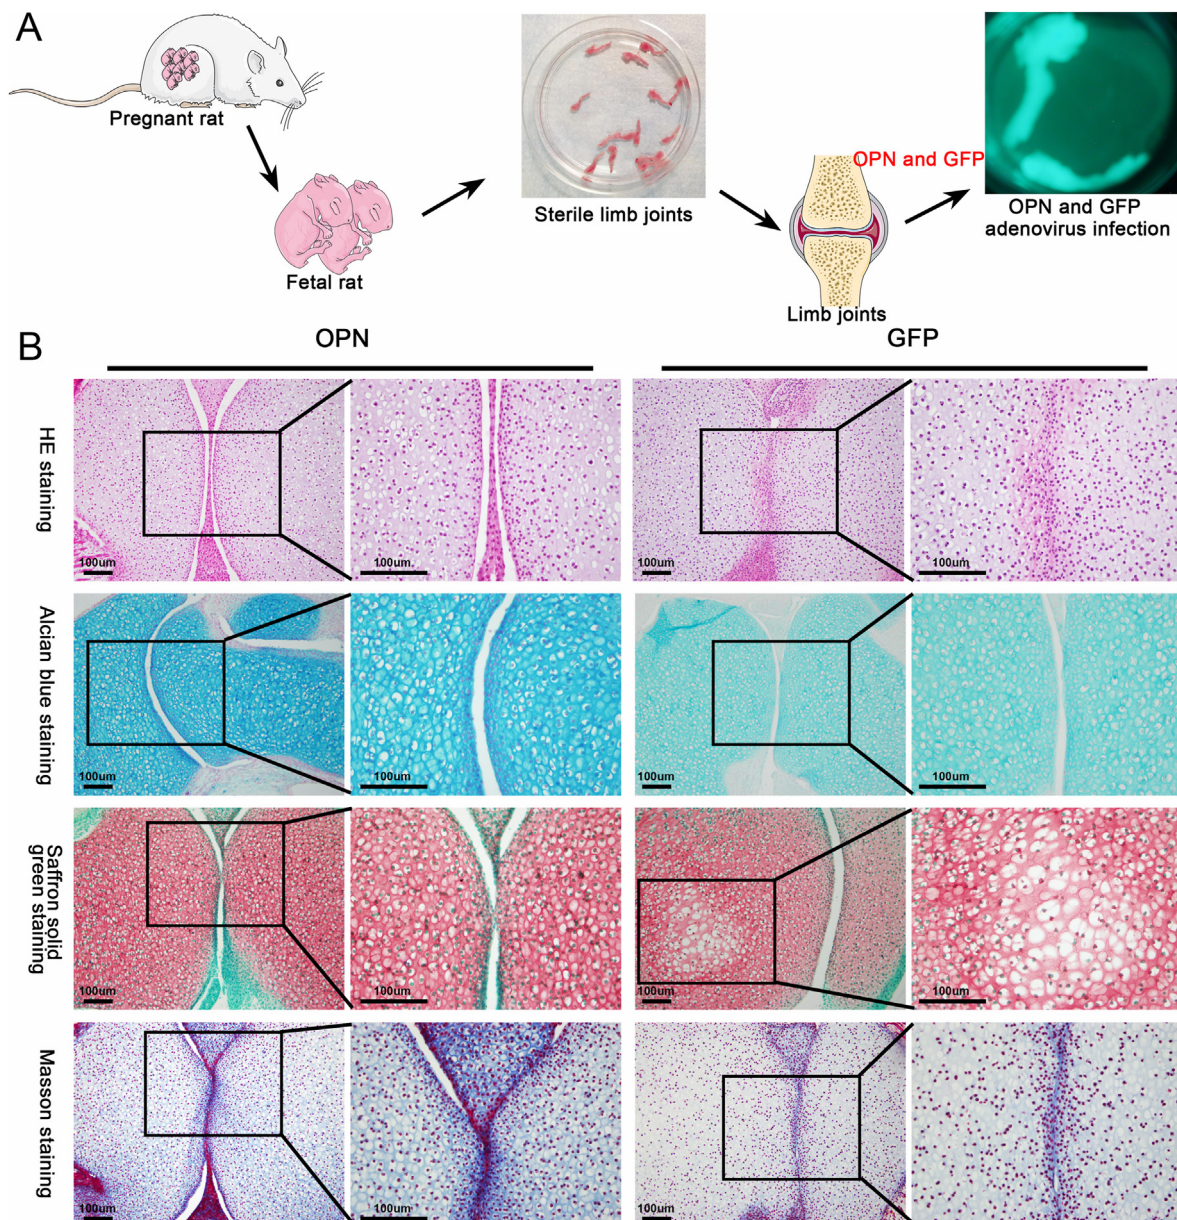 A
Pregnant rat
Fetal rat
Sterile limb joints
OPN and GFP
Limb joints
OPN and GFP
adenovirus infection
B
OPN
GFP
HE staining
100um
100um
100um
100um
Alcian blue
staining
100um
100um
100um
100um
Saffron solid
green staining
100um
100um
100um
100um
Masson staining
100um
100um
100um
100um